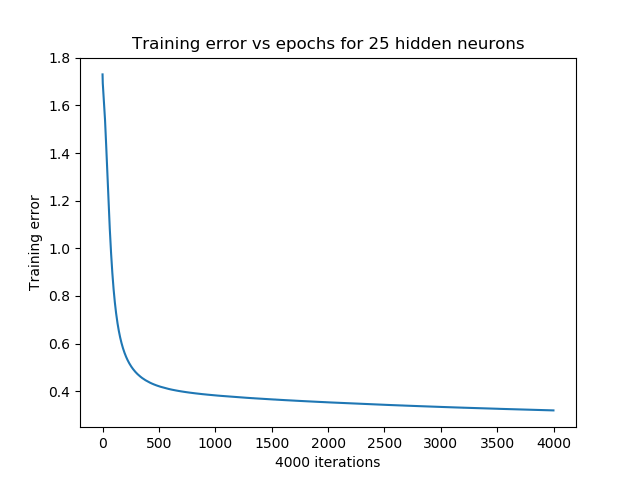 Training error vs epochs for 25 hidden neurons
1.8
1.6
1.4
1.2
1.0
0.8
0.6
0.4
Training error
0 500 1000 1500 2000 2500 3000 3500 4000
4000 iterations